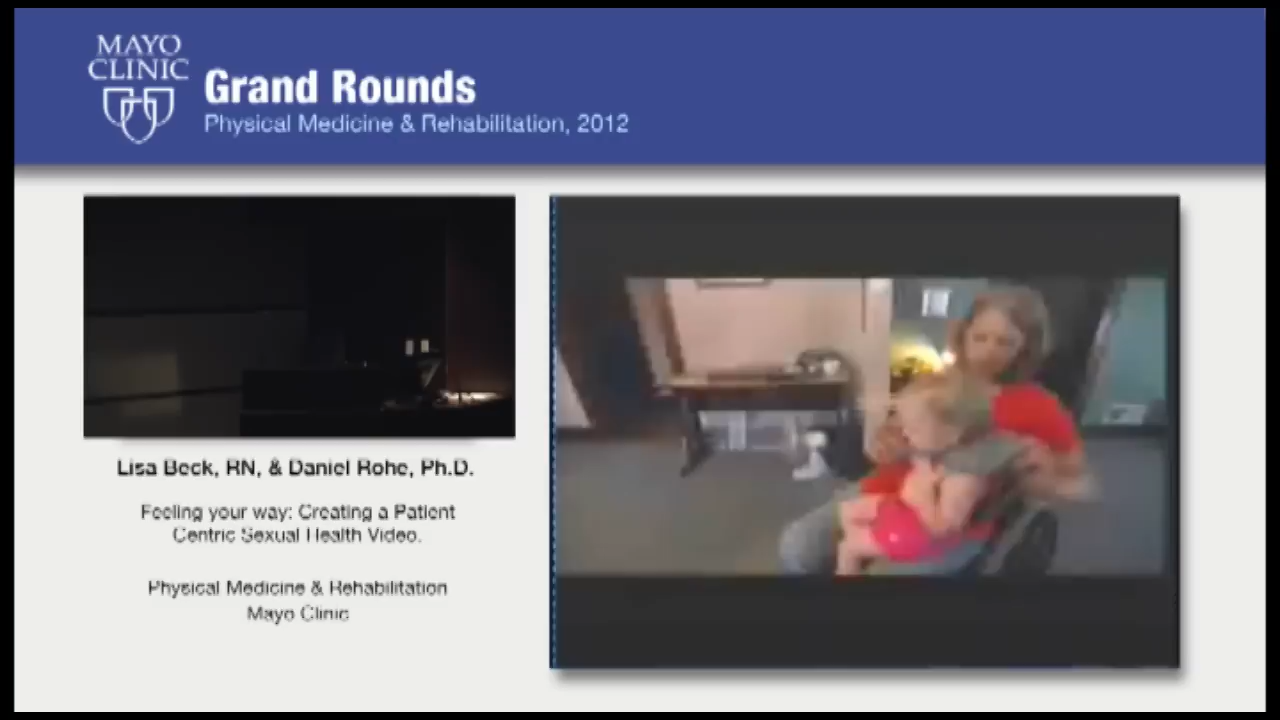 MAYO
CLINIC
Grand Rounds
Physical Medicine & Rehabilitation, 2012
Lisa Beck, RN, & Daniel Rohe, Ph.D.
Feeling your way: Creating a Patient
Centric Sexual Health Video.
Physical Medicine & Rehabilitation
Mayo Clinic